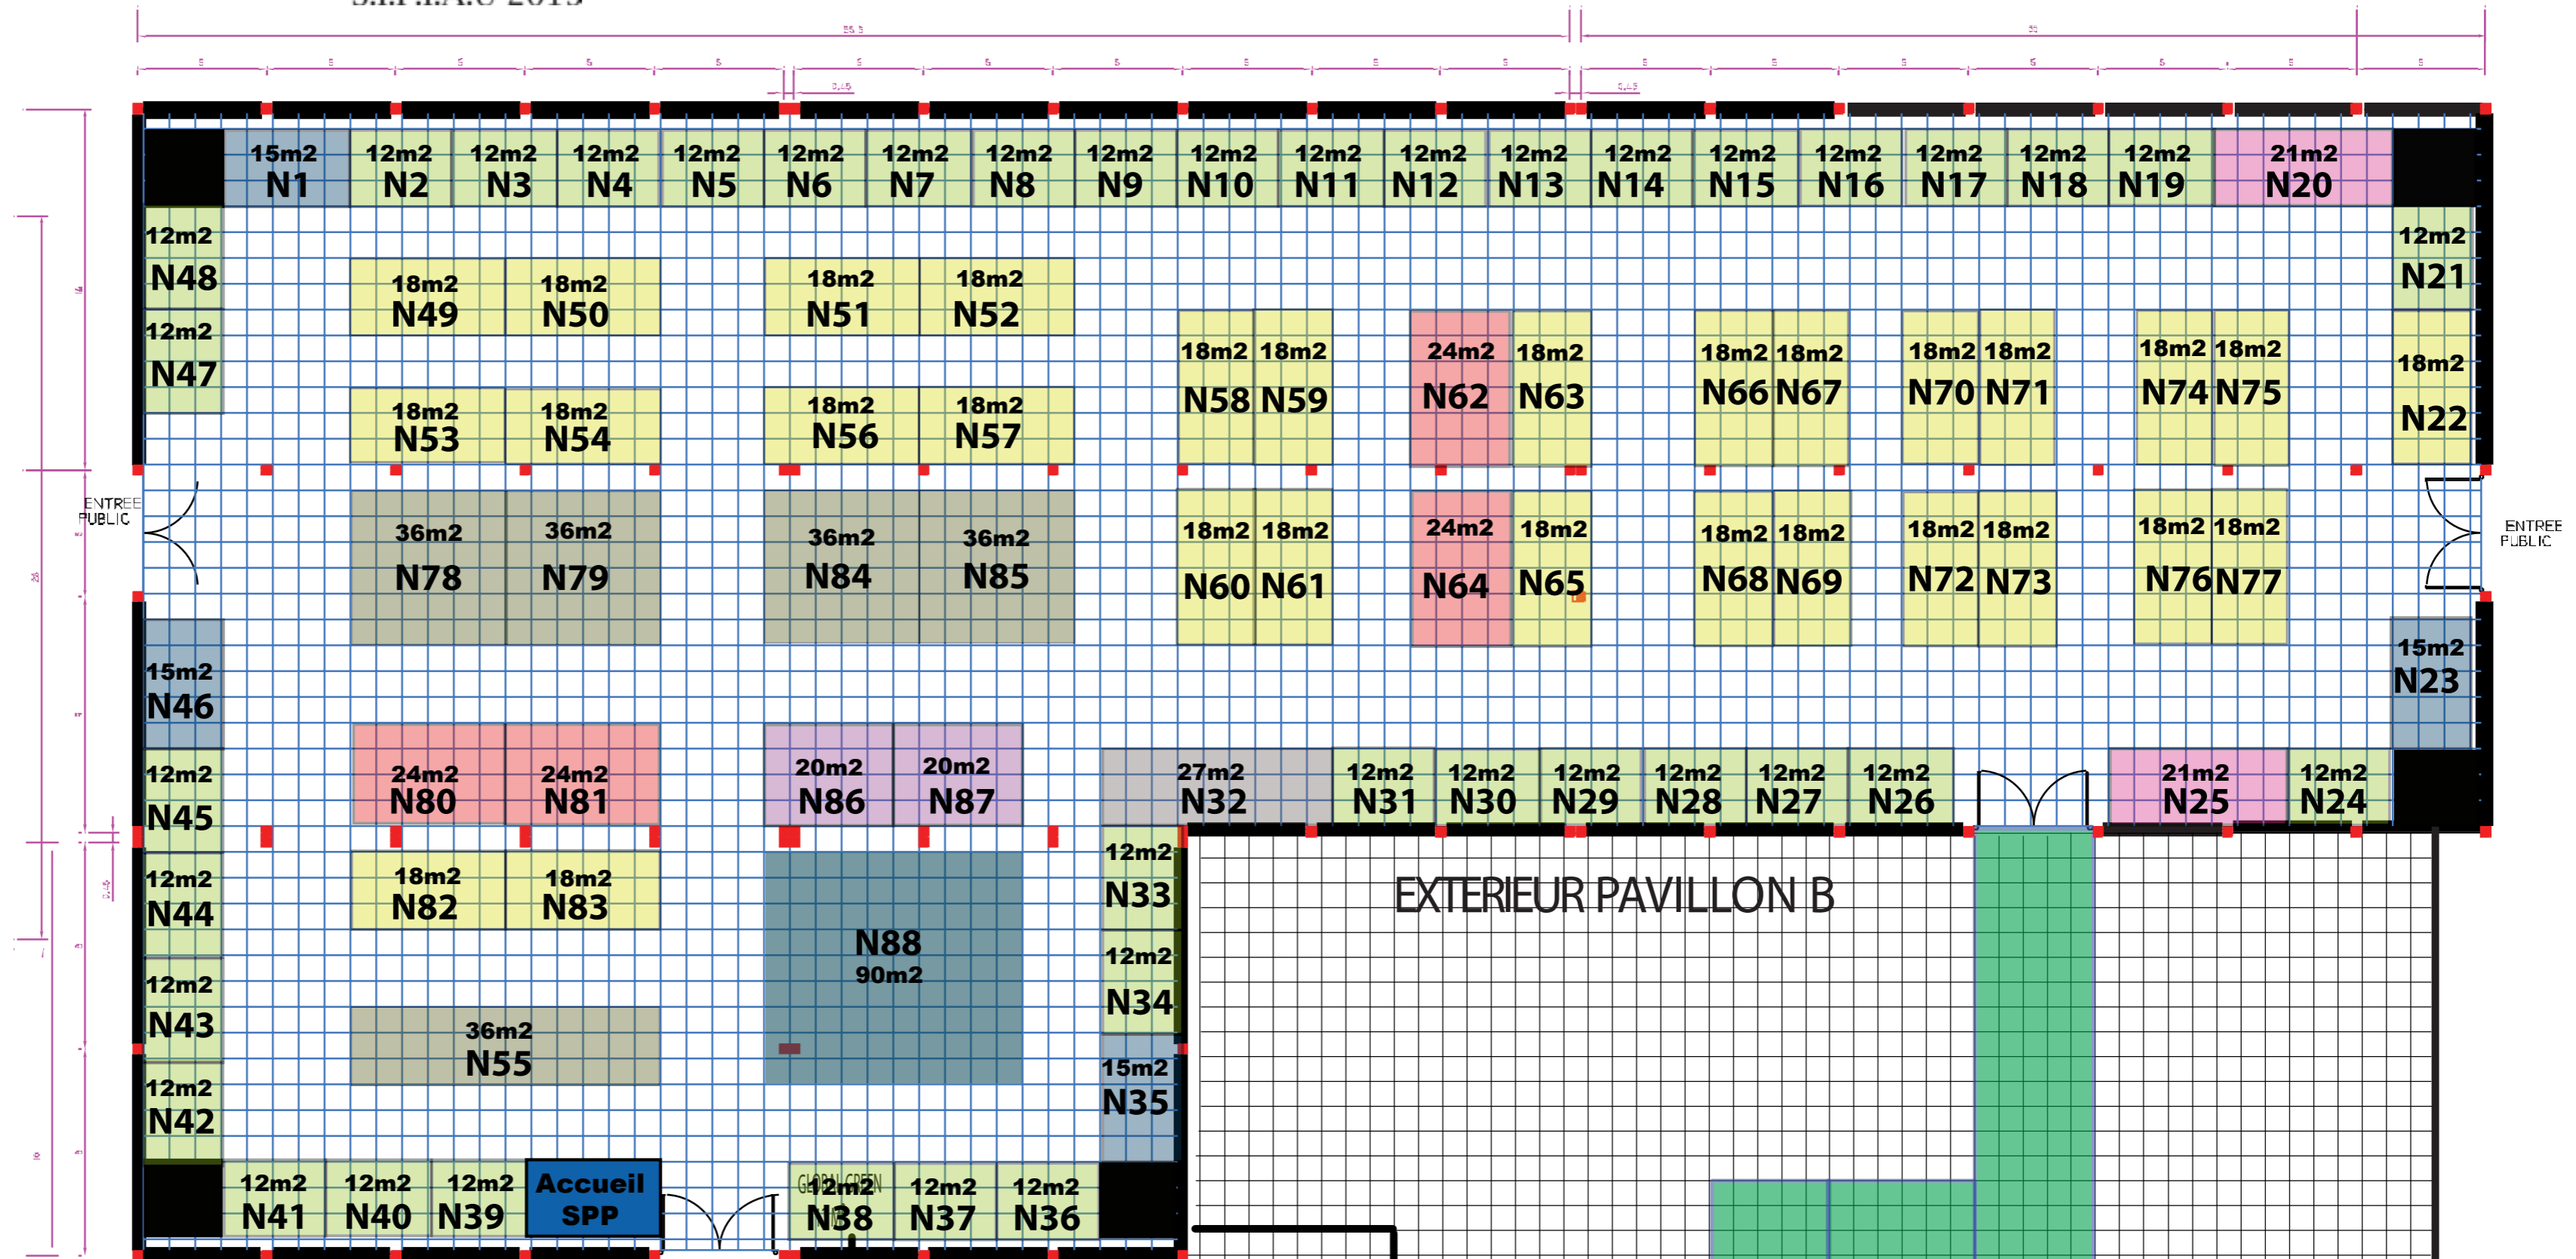 S.I.P.I.A.C 2015
55.5
0,45
0,45
15m2 12m2 12m2 12m2 12m2 12m2 12m2 12m2 12m2 12m2 12m2 12m2 12m2 12m2 12m2 12m2 12m2 12m2 12m2 21m2
N1 N2 N3 N4 N5 N6 N7 N8 N9 N10 N11 N12 N13 N14 N15 N16 N17 N18 N19 N20
12m2 12m2
N48 N21
18m2 18m2 18m2 18m2
N49 N50 N51 N52
12m2 18m2 18m2 24m2 18m2 18m2 18m2 18m2 18m2 18m2 18m2 18m2
N47 N58 N59 N62 N63 N66 N67 N70 N71 N74 N75 N22
18m2 18m2 18m2 18m2
N53 N54 N56 N57
ENTREE
PUBLIC
ENTREE
PUBLIC
36m2 36m2 36m2 36m2 18m2 18m2 24m2 18m2 18m2 18m2 18m2 18m2 18m2 18m2
N78 N79 N84 N85 N60 N61 N64 N65 N68 N69 N72 N73 N76 N77
15m2 15m2
N46 N23
12m2 24m2 24m2 20m2 20m2 27m2 12m2 12m2 12m2 12m2 12m2 12m2 21m2 12m2
N45 N80 N81 N86 N87 N32 N31 N30 N29 N28 N27 N26 N25 N24
12m2 18m2 18m2 12m2
N44 N82 N83 N33
EXTERIEUR PAVILLON B
N88
90m2
12m2 12m2
N43 N34
36m2
N55
12m2 15m2
N42 N35
12m2 12m2 12m2 Accueil GLOBAL GREEN 12m2 12m2 12m2
N41 N40 N39 SPP N38 N37 N36